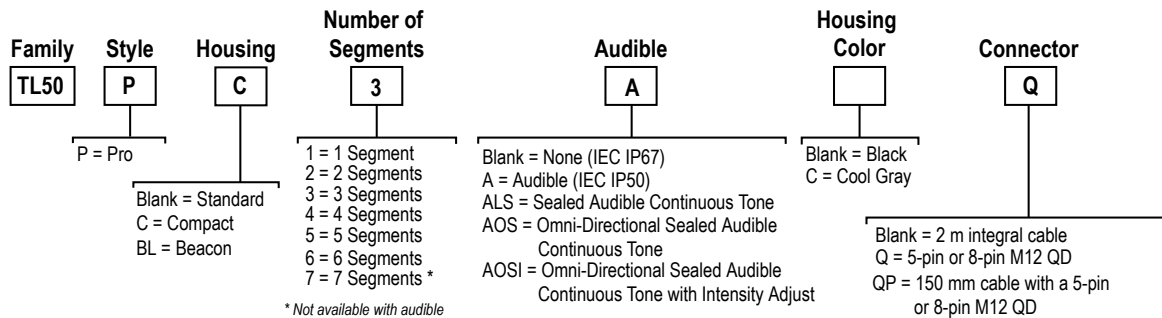 Family
Style
Housing
Number of
Segments
Audible
Housing
Color
Connector
TL50
P
C
3
A
Q
P = Pro
Blank = Standard
C = Compact
BL = Beacon
1 = 1 Segment
2 = 2 Segments
3 = 3 Segments
4 = 4 Segments
5 = 5 Segments
6 = 6 Segments
7 = 7 Segments *
* Not available with audible
Blank = None (IEC IP67)
A = Audible (IEC IP50)
ALS = Sealed Audible Continuous Tone
AOS = Omni-Directional Sealed Audible
Continuous Tone
AOSI = Omni-Directional Sealed Audible
Continuous Tone with Intensity Adjust
Blank = Black
C = Cool Gray
Blank = 2 m integral cable
Q = 5-pin or 8-pin M12 QD
QP = 150 mm cable with a 5-pin
or 8-pin M12 QD